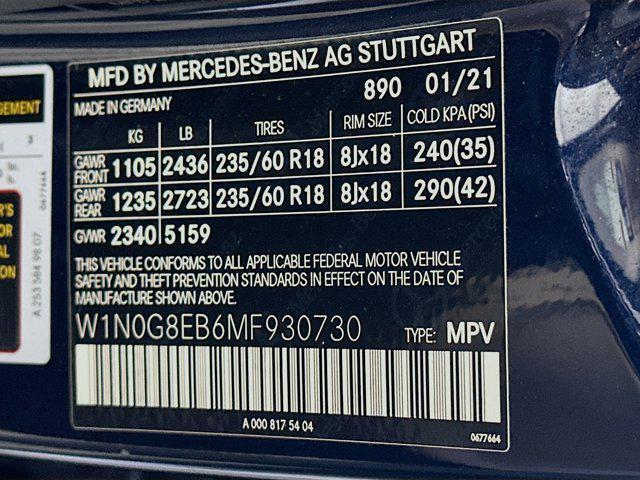 MFD BY MERCEDES-BENZ AG STUTTGART
890 01/21
MADE IN GERMANY
KG LB TIRES RIM SIZE COLD KPA(PSI)
GAWR FRONT 1105 2436 235/60 R18 8Jx18 240(35)
GAWR REAR 1235 2723 235/60 R18 8Jx18 290(42)
GVWR 2340 5159
THIS VEHICLE CONFORMS TO ALL APPLICABLE FEDERAL MOTOR VEHICLE
SAFETY AND THEFT PREVENTION STANDARDS IN EFFECT ON THE DATE OF
MANUFACTURE SHOWN ABOVE.
W1N0G8EB6MF930730 TYPE: MPV
A 000 817 54 04
0677664
GEMENT
3
0677664
A 253 584 98 07
R'S
OR
AL
ION